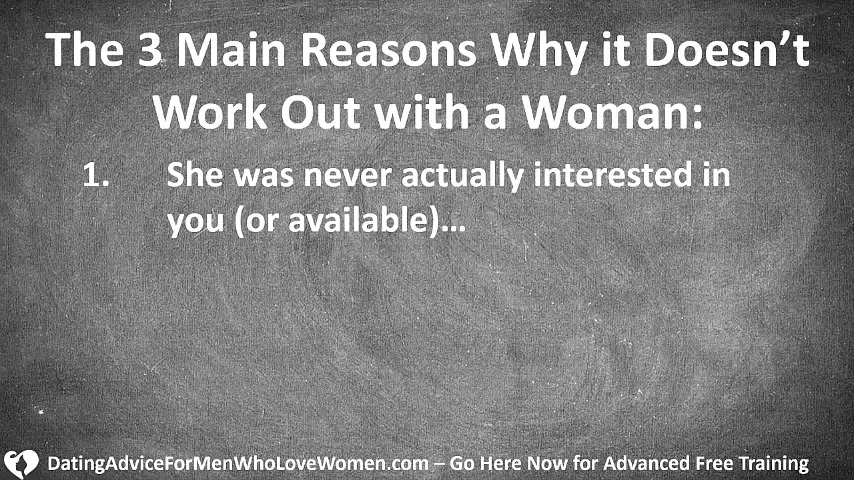 The 3 Main Reasons Why it Doesn’t
Work Out with a Woman:
1. She was never actually interested in
you (or available)…
DatingAdviceForMenWhoLoveWomen.com – Go Here Now for Advanced Free Training